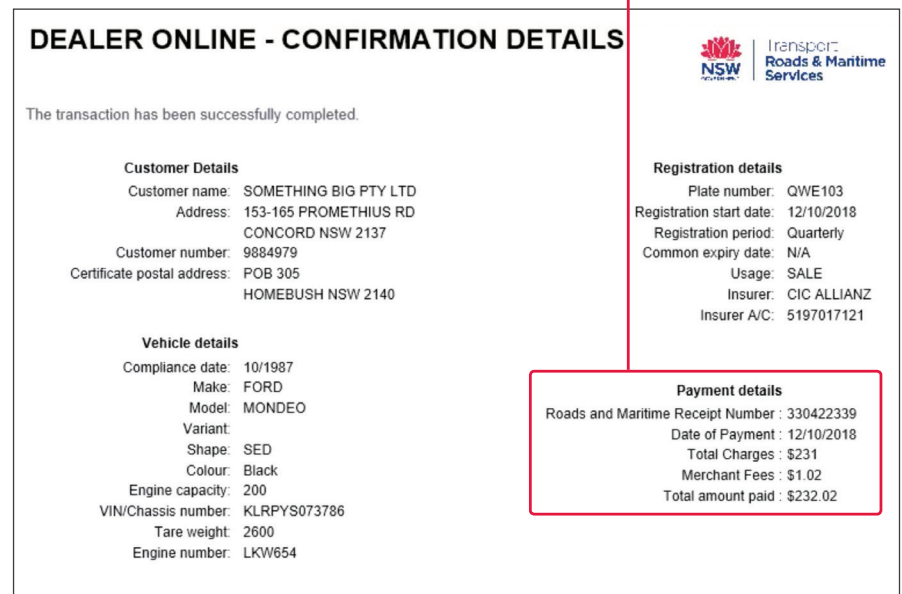 DEALER ONLINE - CONFIRMATION DETAILS
NSW
GOVERNMENT
Transport
Roads & Maritime
Services
The transaction has been successfully completed.
Customer Details
Customer name: SOMETHING BIG PTY LTD
Address: 153-165 PROMETHIUS RD
CONCORD NSW 2137
Customer number: 9884979
Certificate postal address: POB 305
HOMEBUSH NSW 2140
Registration details
Plate number: QWE103
Registration start date: 12/10/2018
Registration period: Quarterly
Common expiry date: N/A
Usage: SALE
Insurer: CIC ALLIANZ
Insurer A/C: 5197017121
Vehicle details
Compliance date: 10/1987
Make: FORD
Model: MONDEO
Variant:
Shape: SED
Colour: Black
Engine capacity: 200
VIN/Chassis number: KLRPYS073786
Tare weight: 2600
Engine number: LKW654
Payment details
Roads and Maritime Receipt Number : 330422339
Date of Payment : 12/10/2018
Total Charges : $231
Merchant Fees : $1.02
Total amount paid : $232.02